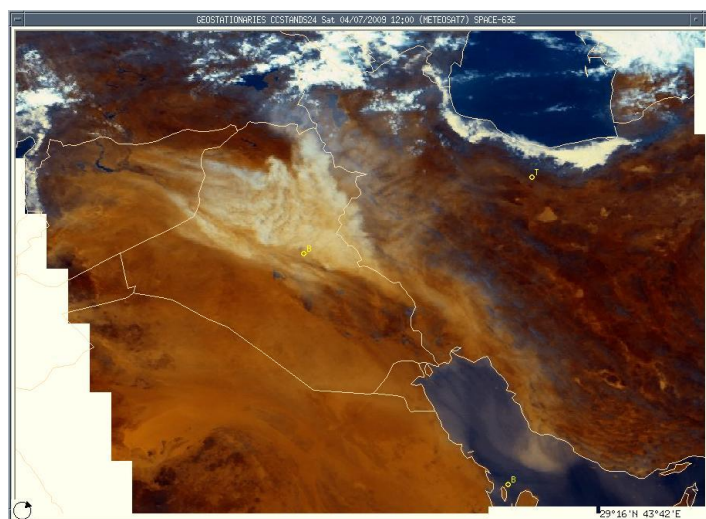 GEOSTATIONARIES CCSTANDS24 Sat 04/07/2009 12:00 (METEOSAT7) SPACE-63E
T
B
B
29°16'N 43°42'E